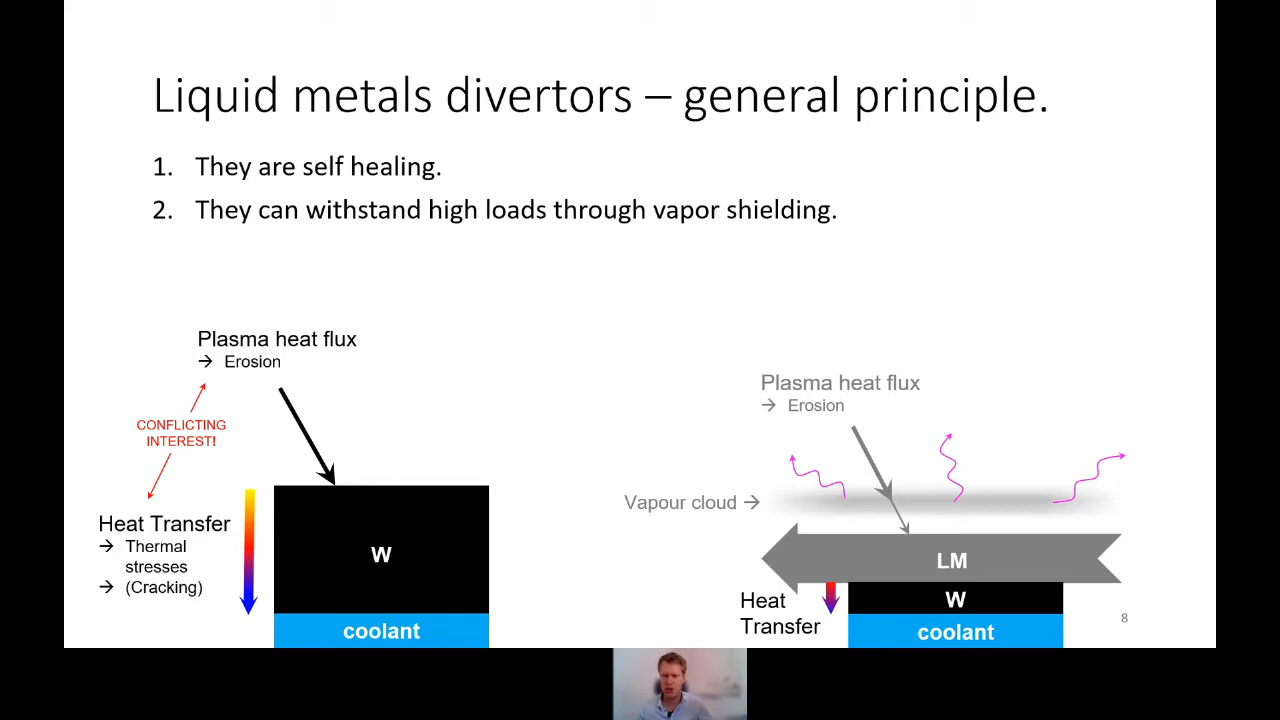 Liquid metals divertors – general principle.
1. They are self healing.
2. They can withstand high loads through vapor shielding.
Plasma heat flux
→ Erosion
CONFLICTING
INTEREST!
Heat Transfer
→ Thermal
stresses
→ (Cracking)
W
coolant
Plasma heat flux
→ Erosion
Vapour cloud →
LM
Heat
Transfer
W
coolant
8